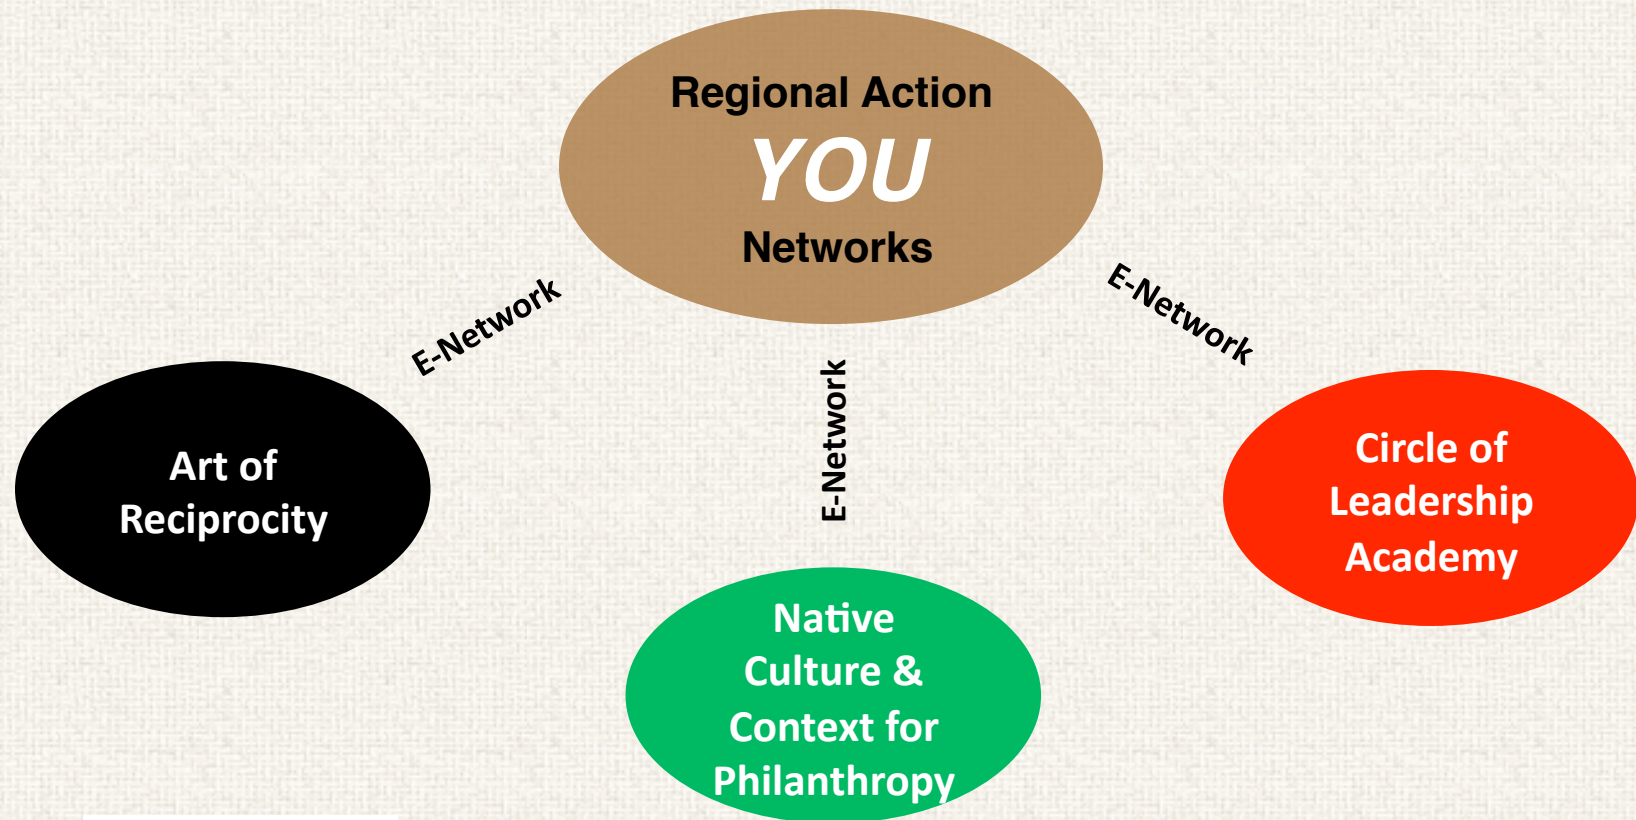 Regional Action
YOU
Networks
E-Network
E-Network
E-Network
Art of
Reciprocity
Native
Culture &
Context for
Philanthropy
Circle of
Leadership
Academy